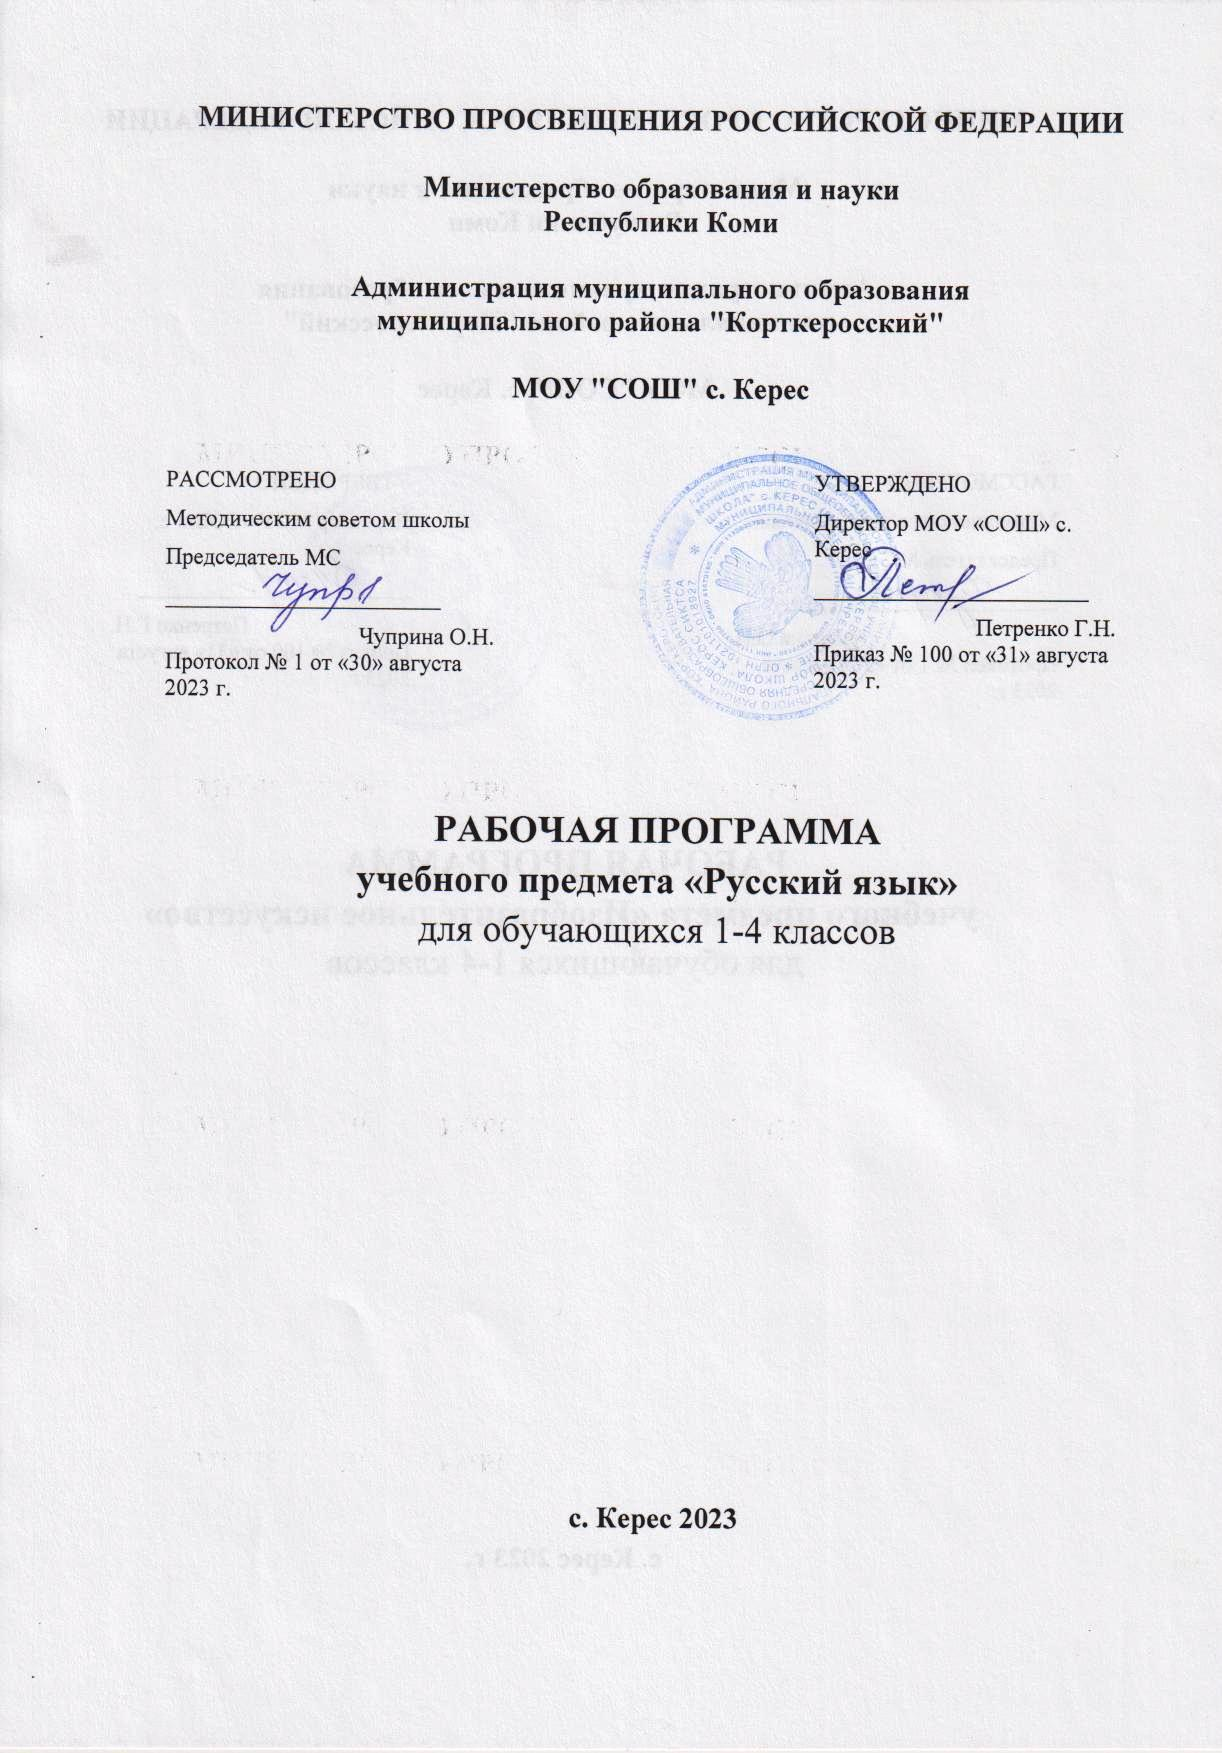 МИНИСТЕРСТВО ПРОСВЕЩЕНИЯ РОССИЙСКОЙ ФЕДЕРАЦИИ
Министерство образования и науки
Республики Коми
Администрация муниципального образования
муниципального района "Корткеросский"
МОУ "СОШ" с. Керес
РАССМОТРЕНО
Методическим советом школы
Председатель МС
Чуприна О.Н.
Протокол № 1 от «30» августа
2023 г.
УТВЕРЖДЕНО
Директор МОУ «СОШ» с.
Керес
Петренко Г.Н.
Приказ № 100 от «31» августа
2023 г.
РАБОЧАЯ ПРОГРАММА
учебного предмета «Русский язык»
для обучающихся 1-4 классов
с. Керес 2023